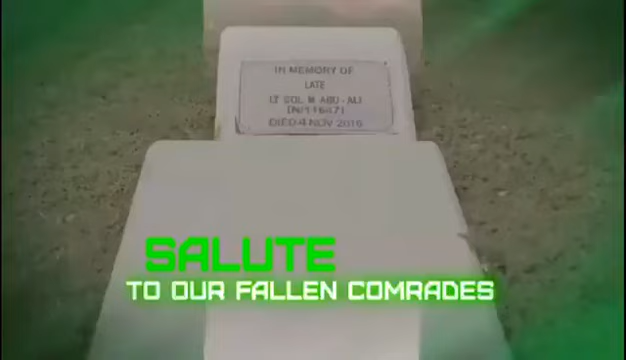 IN MEMORY OF
LATE
LT COL M ABU-ALI
DIED 4 NOV 2016
SALUTE
TO OUR FALLEN COMRADES